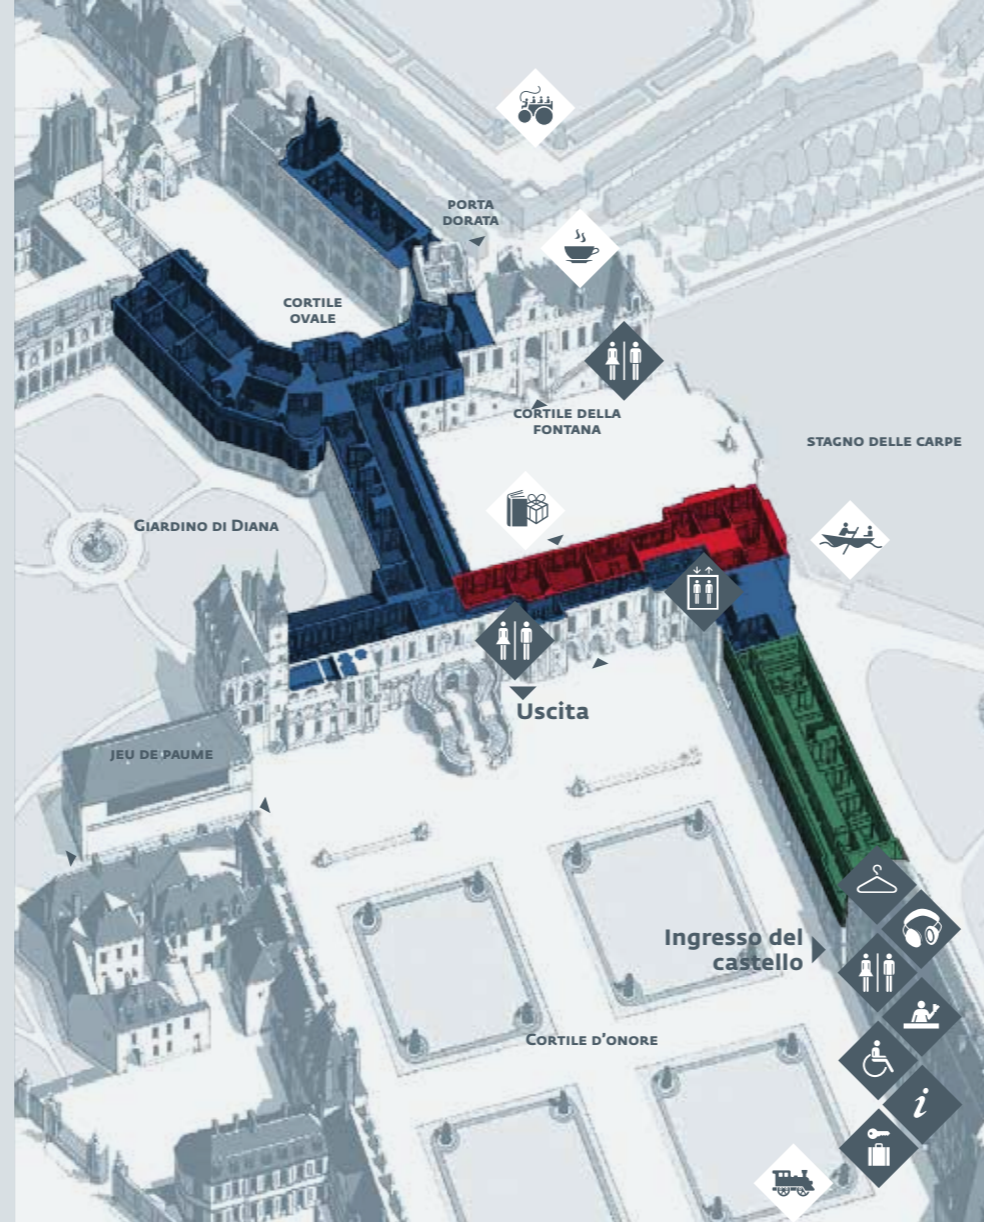 PORTA
DORATA
CORTILE
OVALE
CORTILE DELLA
FONTANA
STAGNO DELLE CARPE
GIARDINO DI DIANA
Uscita
JEU DE PAUME
Ingresso del
castello
CORTILE D'ONORE
i